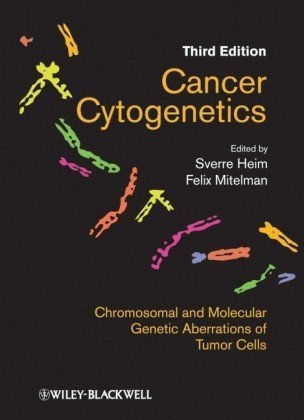 Third Edition
Cancer
Cytogenetics
Edited by
Sverre Heim
Felix Mitelman
Chromosomal and Molecular
Genetic Aberrations of
Tumor Cells
WILEY-BLACKWELL